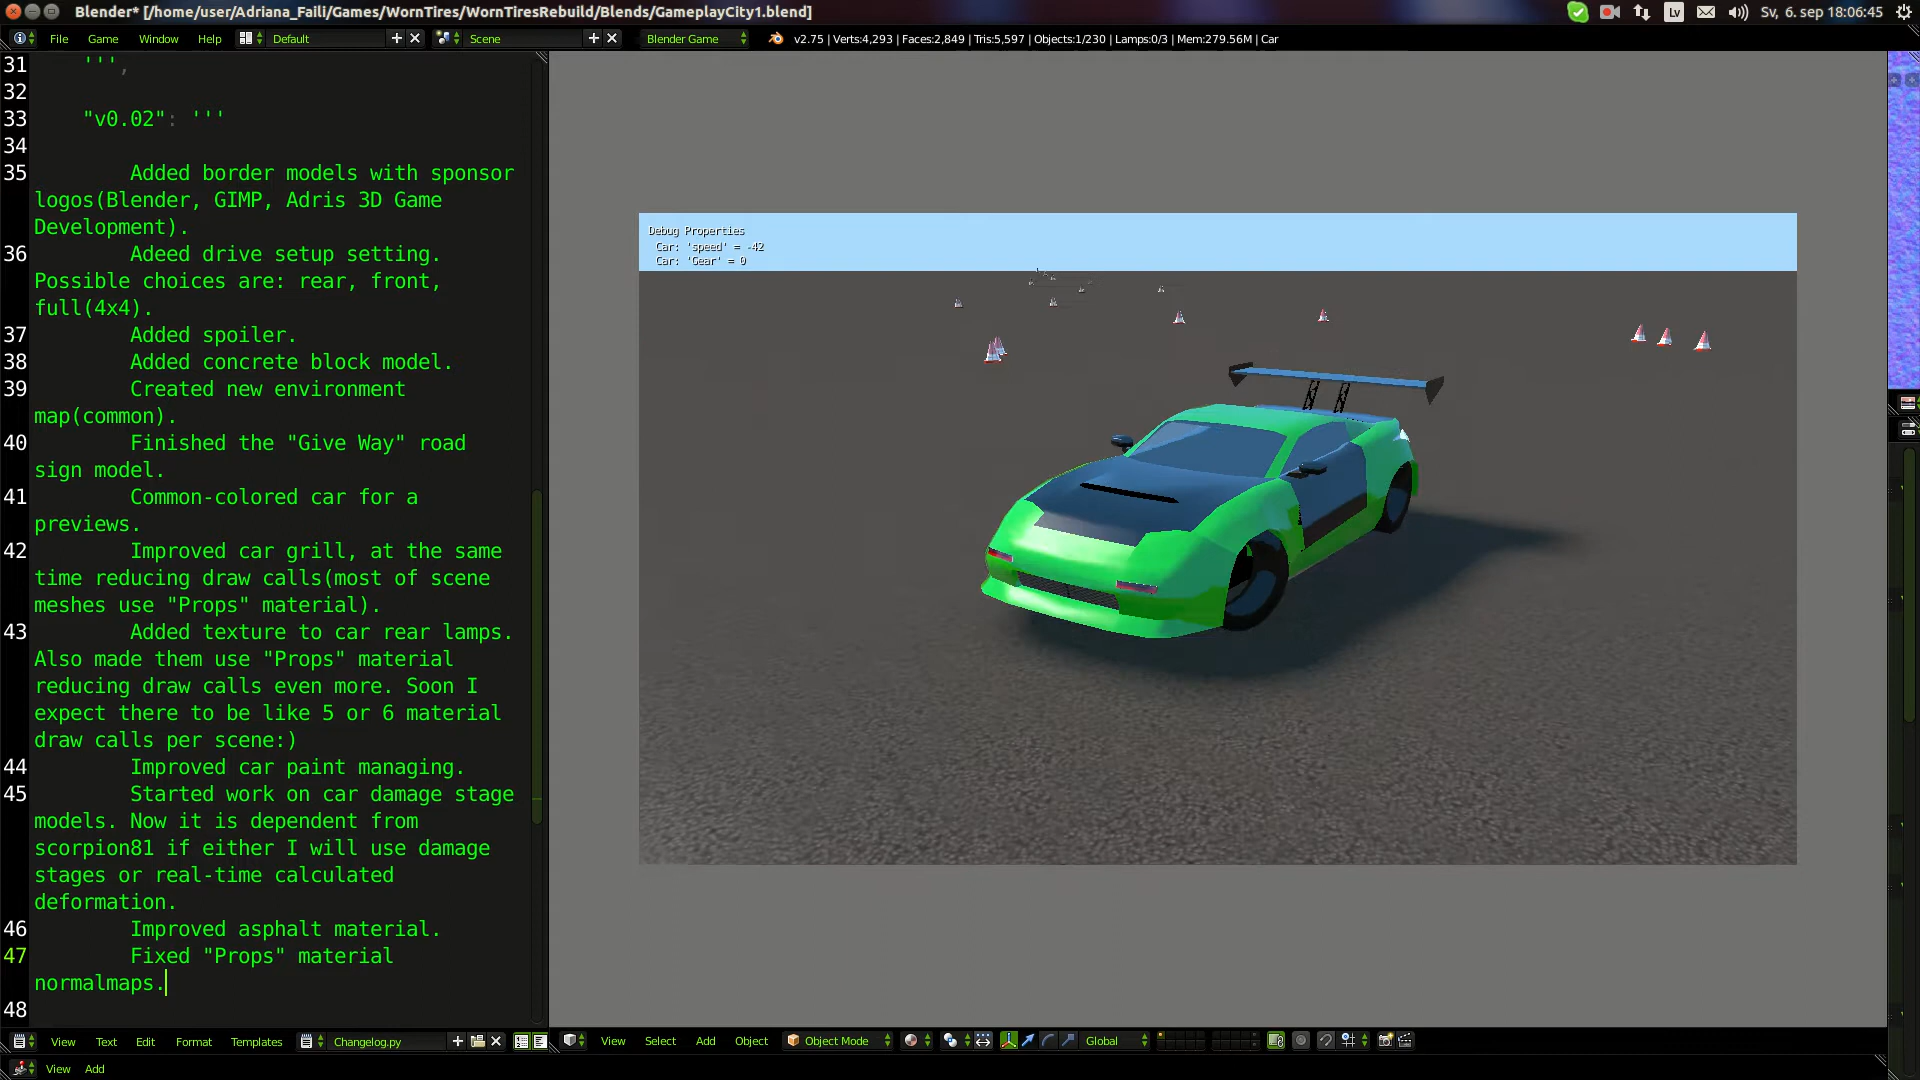 Blender* [/home/user/Adriana_Faili/Games/WornTires/WornTiresRebuild/Blends/GameplayCity1.blend]
Lv
Sv, 6. sep 18:06:45
File Game Window Help Default Scene Blender Game v2.75 | Verts:4,293 | Faces:2,849 | Tris:5,597 | Objects:1/230 | Lamps:0/3 | Mem:279.56M | Car
31 ''',
32
33 "v0.02": '''
34
35 Added border models with sponsor
logos(Blender, GIMP, Adris 3D Game
Development).
36 Adeed drive setup setting.
Possible choices are: rear, front,
full(4x4).
37 Added spoiler.
38 Added concrete block model.
39 Created new environment
map(common).
40 Finished the "Give Way" road
sign model.
41 Common-colored car for a
previews.
42 Improved car grill, at the same
time reducing draw calls(most of scene
meshes use "Props" material).
43 Added texture to car rear lamps.
Also made them use "Props" material
reducing draw calls even more. Soon I
expect there to be like 5 or 6 material
draw calls per scene:)
44 Improved car paint managing.
45 Started work on car damage stage
models. Now it is dependent from
scorpion81 if either I will use damage
stages or real-time calculated
deformation.
46 Improved asphalt material.
47 Fixed "Props" material
normalmaps.
48
Debug Properties
Car: 'speed' = -42
Car: 'Gear' = 0
View Text Edit Format Templates Changelog.py
View Select Add Object Object Mode Global
View Add